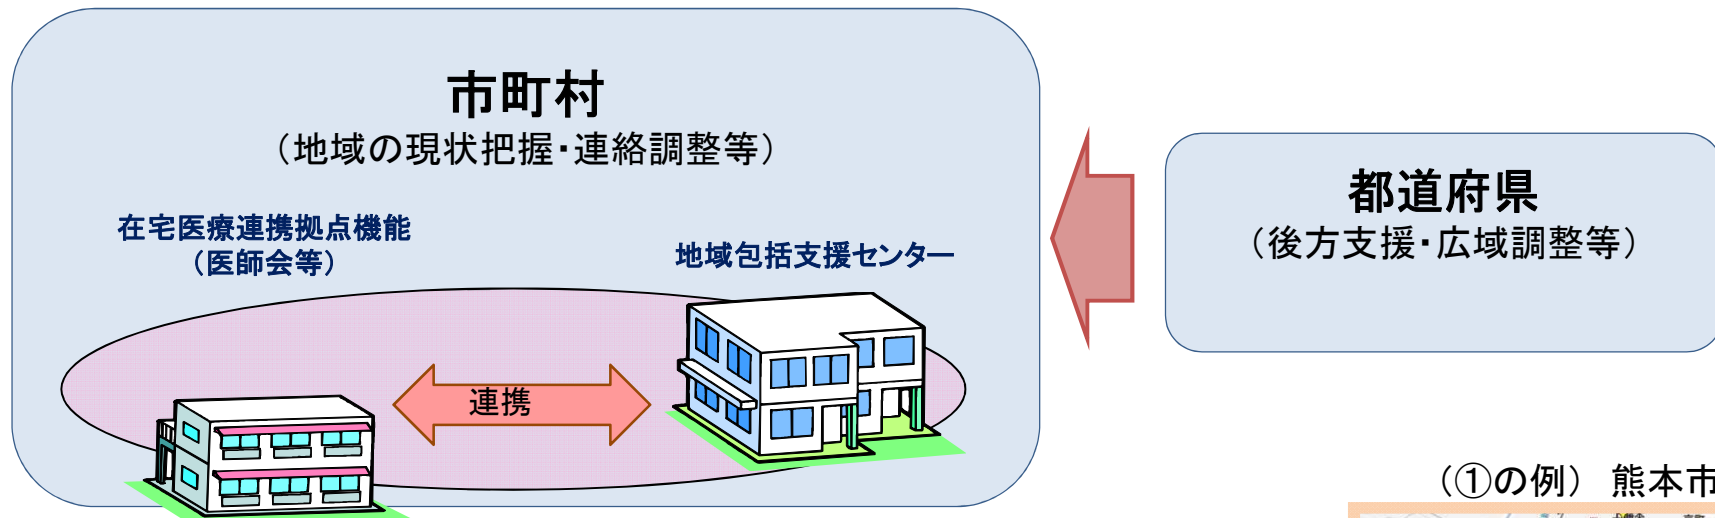 市町村
（地域の現状把握・連絡調整等）
在宅医療連携拠点機能
（医師会等）
地域包括支援センター
連携
都道府県
（後方支援・広域調整等）
（①の例） 熊本市